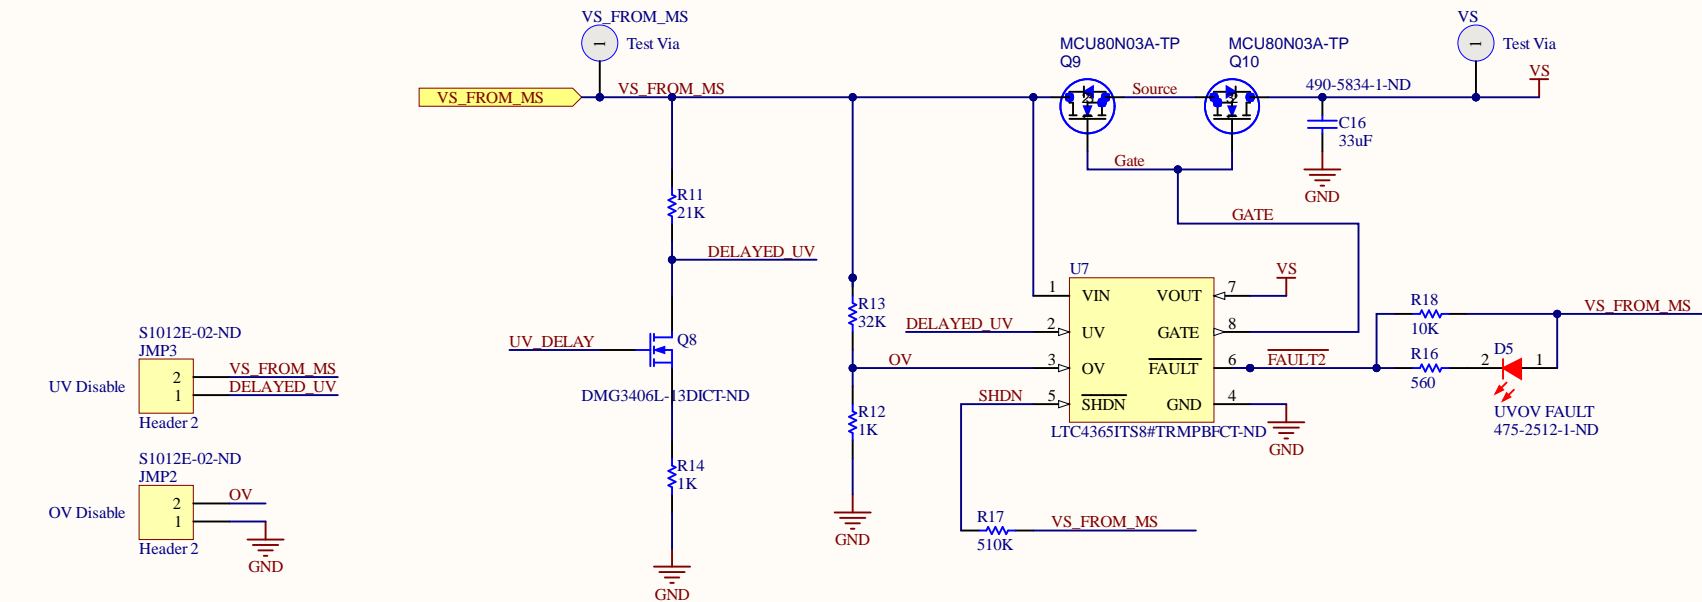 VS_FROM_MS
1
Test Via
VS_FROM_MS
VS_FROM_MS
MCU80N03A-TP
Q9
Source
MCU80N03A-TP
Q10
VS
1
Test Via
VS
490-5834-1-ND
C16
33uF
GND
Gate
GATE
R11
21K
DELAYED_UV
UV_DELAY
Q8
DMG3406L-13DICT-ND
R14
1K
GND
R13
32K
OV
R12
1K
GND
DELAYED_UV
SHDN
U7
1
VIN
2
UV
3
OV
5
SHDN
VOUT
7
VS
GATE
8
FAULT
6
FAULT2
GND
4
GND
LTC4365ITS8#TRMPBFCT-ND
R17
510K
VS_FROM_MS
R18
10K
R16
560
VS_FROM_MS
2
D5
1
UVOV FAULT
475-2512-1-ND
S1012E-02-ND
JMP3
UV Disable
2
1
VS_FROM_MS
DELAYED_UV
Header 2
S1012E-02-ND
JMP2
OV Disable
2
1
OV
GND
Header 2